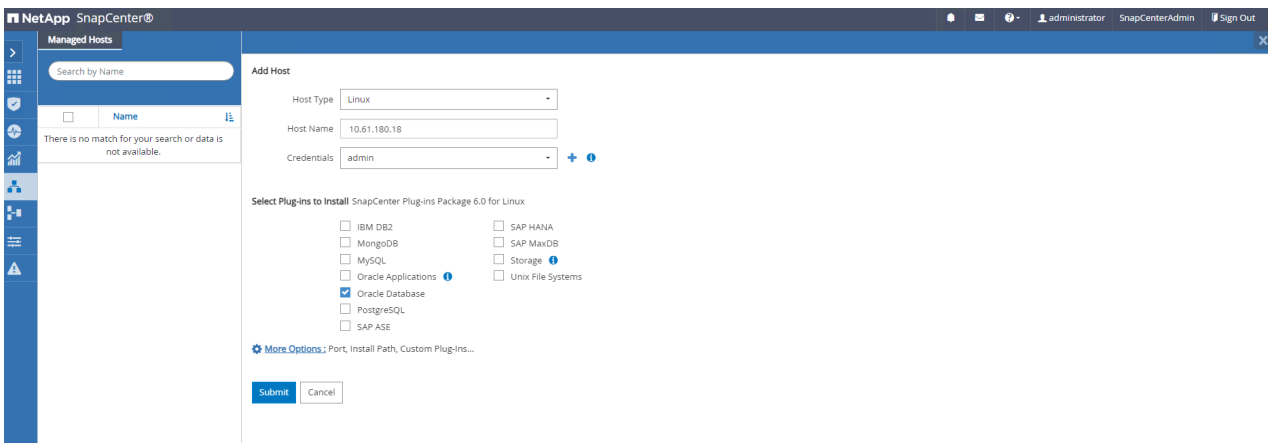 NetApp SnapCenter®
administrator SnapCenterAdmin Sign Out
Managed Hosts
Search by Name
Name
There is no match for your search or data is
not available.
Add Host
Host Type Linux
Host Name 10.61.180.18
Credentials admin
Select Plug-ins to Install SnapCenter Plug-ins Package 6.0 for Linux
IBM DB2 SAP HANA
MongoDB SAP MaxDB
MySQL Storage
Oracle Applications Unix File Systems
Oracle Database
PostgreSQL
SAP ASE
More Options : Port, Install Path, Custom Plug-Ins...
Submit Cancel